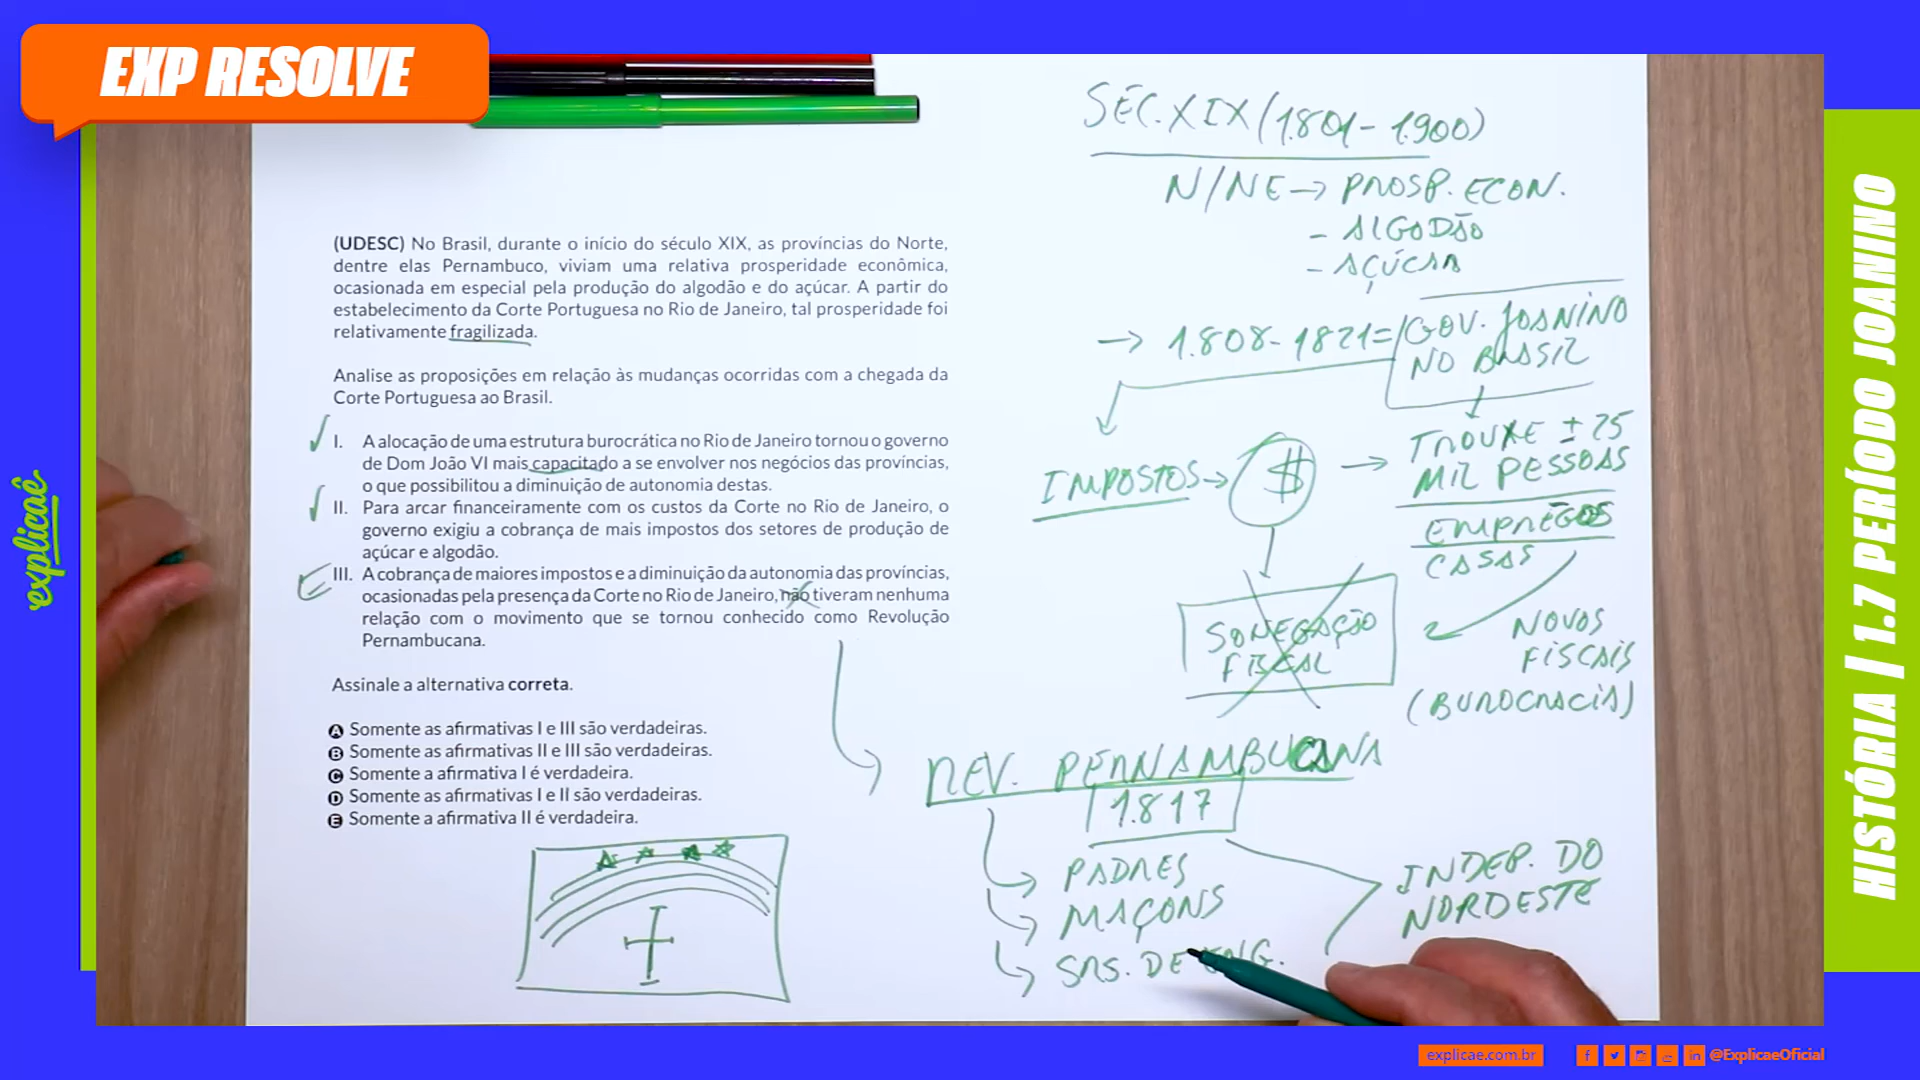 EXP RESOLVE
(UDESC) No Brasil, durante o início do século XIX, as províncias do Norte,
dentre elas Pernambuco, viviam uma relativa prosperidade econômica,
ocasionada em especial pela produção do algodão e do açúcar. A partir do
estabelecimento da Corte Portuguesa no Rio de Janeiro, tal prosperidade foi
relativamente fragilizada.
Analise as proposições em relação às mudanças ocorridas com a chegada da
Corte Portuguesa ao Brasil.
I. A alocação de uma estrutura burocrática no Rio de Janeiro tornou o governo
de Dom João VI mais capacitado a se envolver nos negócios das províncias,
o que possibilitou a diminuição de autonomia destas.
II. Para arcar financeiramente com os custos da Corte no Rio de Janeiro, o
governo exigiu a cobrança de mais impostos dos setores de produção de
açúcar e algodão.
III. A cobrança de maiores impostos e a diminuição da autonomia das províncias,
ocasionadas pela presença da Corte no Rio de Janeiro, não tiveram nenhuma
relação com o movimento que se tornou conhecido como Revolução
Pernambucana.
Assinale a alternativa correta.
A Somente as afirmativas I e III são verdadeiras.
B Somente as afirmativas II e III são verdadeiras.
C Somente a afirmativa I é verdadeira.
D Somente as afirmativas I e II são verdadeiras.
E Somente a afirmativa II é verdadeira.
SÉC. XIX (1.801 - 1.900)
N/NE → PROSP. ECON.
- ALGODÃO
- AÇÚCAR
→ 1.808 - 1821 = GOV. JOANINO
NO BRASIL
IMPOSTOS → $ → TROUXE ± 25
MIL PESSOAS
EMPREGOS
CASAS
SONEGAÇÃO
FISCAL
NOVOS
FISCAIS
(BUROCRACIA)
REV. PERNAMBUCANA
1.817
PADRES
MAÇONS
SRS. DE ENG.
INDEP. DO
NORDESTE
explicaê
HISTÓRIA | 1.7 PERÍODO JOANINO
explicae.com.br
@ExplicaeOficial